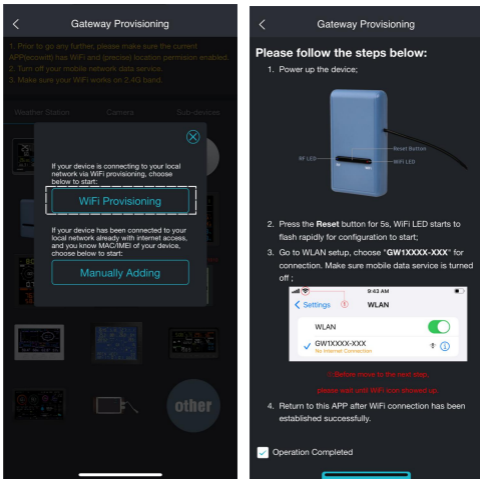 Gateway Provisioning
1. Prior to go any further, please make sure the current
APP(ecowitt) has WiFi and (precise) location permission enabled.
2. Turn off your mobile network data service.
3. Make sure your WiFi works on 2.4G band.
Weather Station
Camera
Sub-devices
If your device is connecting to your local
network via WiFi provisioning, choose
below to start:
WiFi Provisioning
If your device has been connected to your
local network already with internet access,
and you know MAC/IMEI of your device,
choose below to start:
Manually Adding
other
Gateway Provisioning
Please follow the steps below:
1. Power up the device;
Reset Button
RF LED
WiFi LED
2. Press the Reset button for 5s, WiFi LED starts to
flash rapidly for configuration to start;
3. Go to WLAN setup, choose "GW1XXXX-XXX" for
connection. Make sure mobile data service is turned
off ;
9:43 AM
Settings ① WLAN
WLAN
GW1XXXX-XXX
No Internet Connection
①Before move to the next step,
please wait until WiFi icon showed up.
4. Return to this APP after WiFi connection has been
established successfully.
Operation Completed